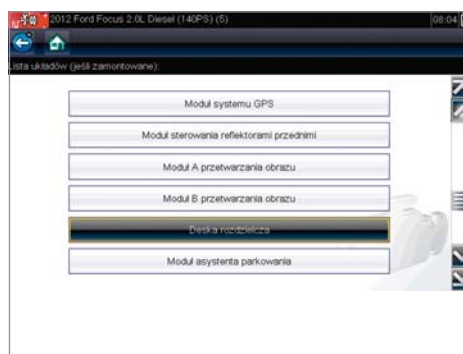 2012 Ford Focus 2.0L Diesel (140PS) (5) 08:04
Lista układów (jeśli zamontowane):
Moduł systemu GPS
Moduł sterowania reflektorami przednimi
Moduł A przetwarzania obrazu
Moduł B przetwarzania obrazu
Deska rozdzielcza
Moduł asystenta parkowania